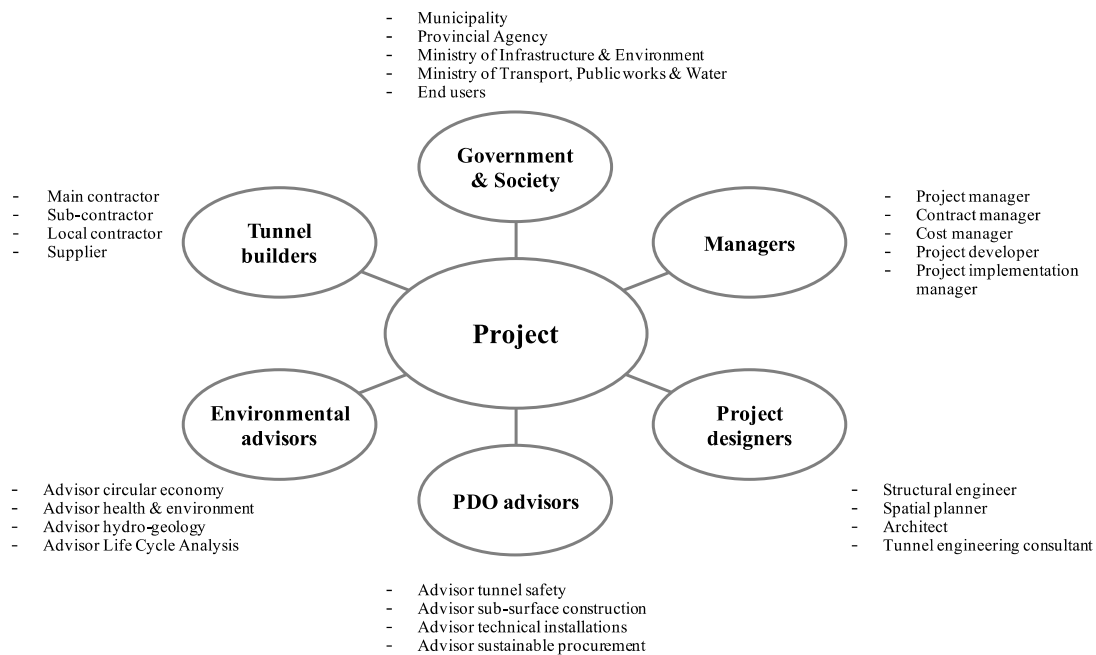 - Municipality
- Provincial Agency
- Ministry of Infrastructure & Environment
- Ministry of Transport, Public works & Water
- End users
Government
& Society
- Main contractor
- Sub-contractor
- Local contractor
- Supplier
Tunnel
builders
Managers
- Project manager
- Contract manager
- Cost manager
- Project developer
- Project implementation
manager
Project
Environmental
advisors
- Advisor circular economy
- Advisor health & environment
- Advisor hydro-geology
- Advisor Life Cycle Analysis
PDO advisors
- Advisor tunnel safety
- Advisor sub-surface construction
- Advisor technical installations
- Advisor sustainable procurement
Project
designers
- Structural engineer
- Spatial planner
- Architect
- Tunnel engineering consultant